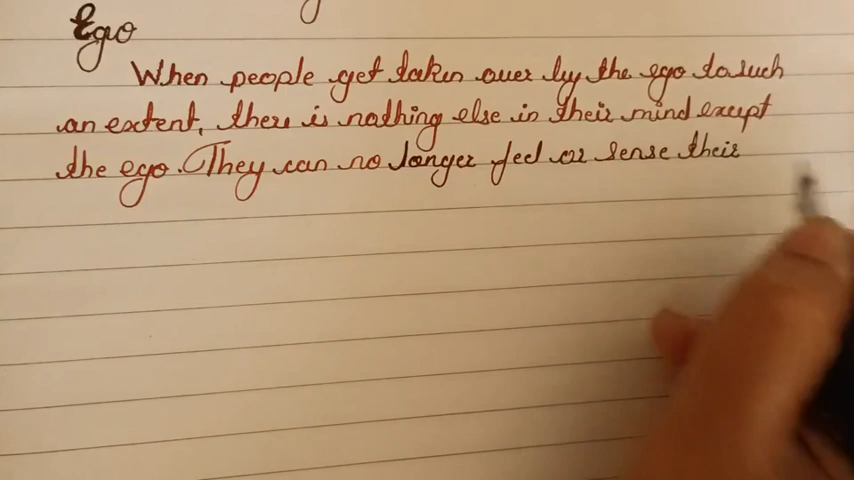 Ego
When people get taken over by the ego to such
an extent, there is nothing else in their mind except
the ego. They can no longer feel or sense their